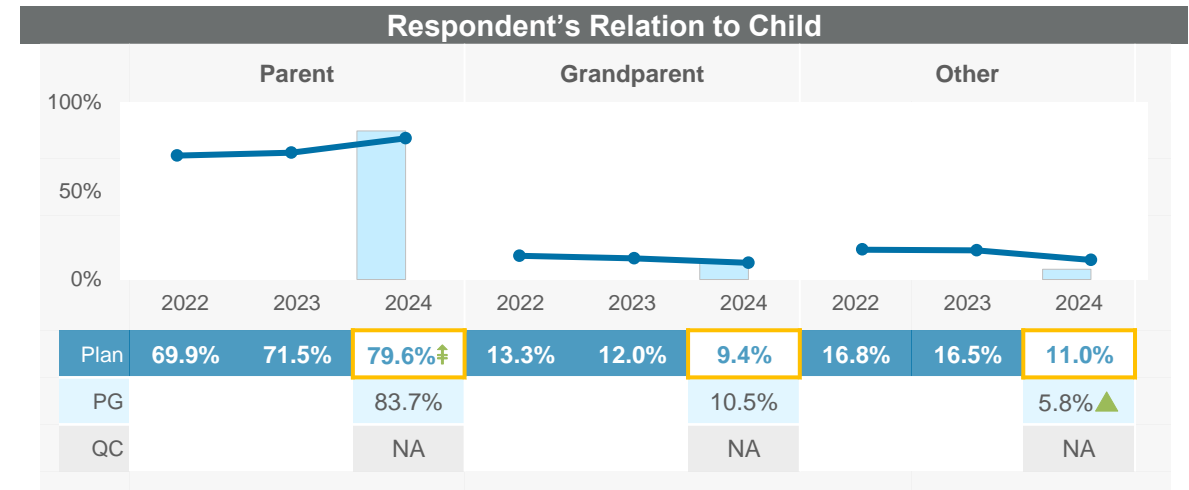 Respondent’s Relation to Child
Parent Grandparent Other
100%
50%
0%
2022 2023 2024 2022 2023 2024 2022 2023 2024
Plan 69.9% 71.5% 79.6%⯭ 13.3% 12.0% 9.4% 16.8% 16.5% 11.0%
PG 83.7% 10.5% 5.8%▲
QC NA NA NA